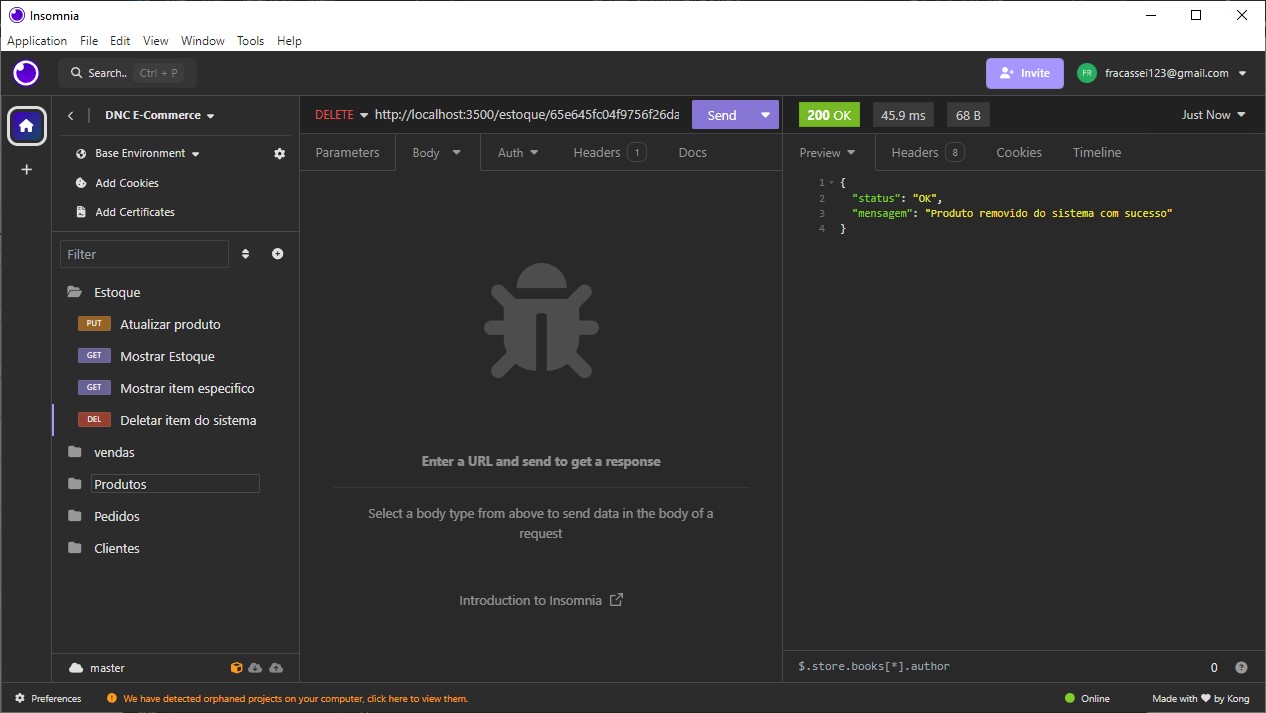 Insomnia
Application File Edit View Window Tools Help
Search.. Ctrl + P
Invite
FR fracassei123@gmail.com
DNC E-Commerce
DELETE http://localhost:3500/estoque/65e645fc04f9756f26da
Send
200 OK 45.9 ms 68 B
Just Now
Base Environment
Add Cookies
Add Certificates
Parameters Body Auth Headers 1 Docs
Preview Headers 8 Cookies Timeline
1 {
2 "status": "OK",
3 "mensagem": "Produto removido do sistema com sucesso"
4 }
Filter
Estoque
PUT Atualizar produto
GET Mostrar Estoque
GET Mostrar item especifico
DEL Deletar item do sistema
vendas
Produtos
Pedidos
Clientes
Enter a URL and send to get a response
Select a body type from above to send data in the body of a
request
Introduction to Insomnia
master
$.store.books[*].author
0 ?
Preferences
We have detected orphaned projects on your computer, click here to view them.
Online
Made with ❤ by Kong